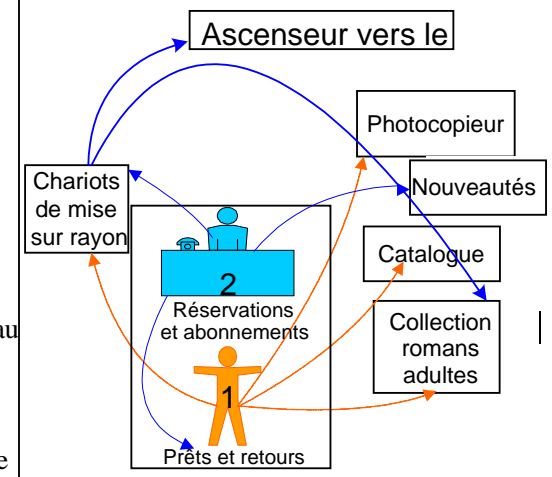 Ascenseur vers le
Photocopieur
Nouveautés
Chariots
de mise
sur rayon
Catalogue
2
Réservations
et abonnements
Collection
romans
adultes
au
1
Prêts et retours
e